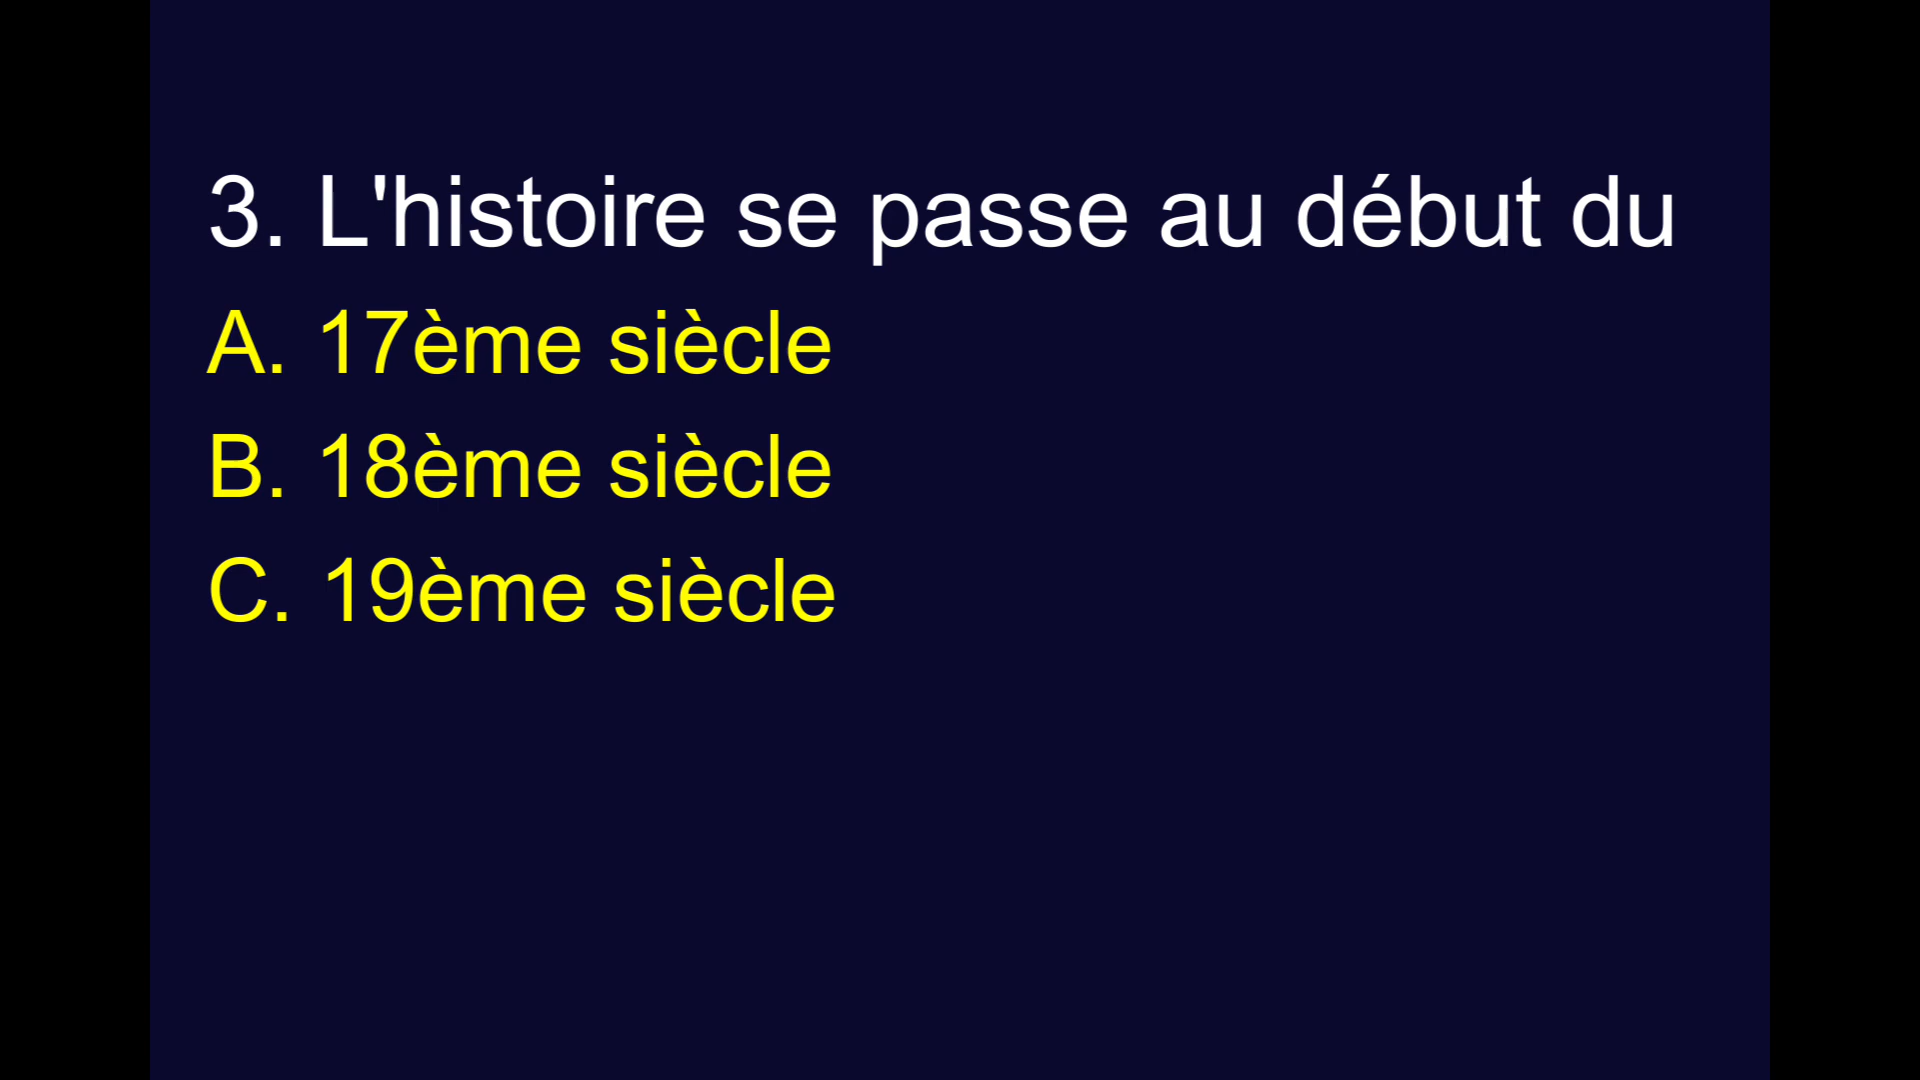 3. L'histoire se passe au début du
A. 17ème siècle
B. 18ème siècle
C. 19ème siècle